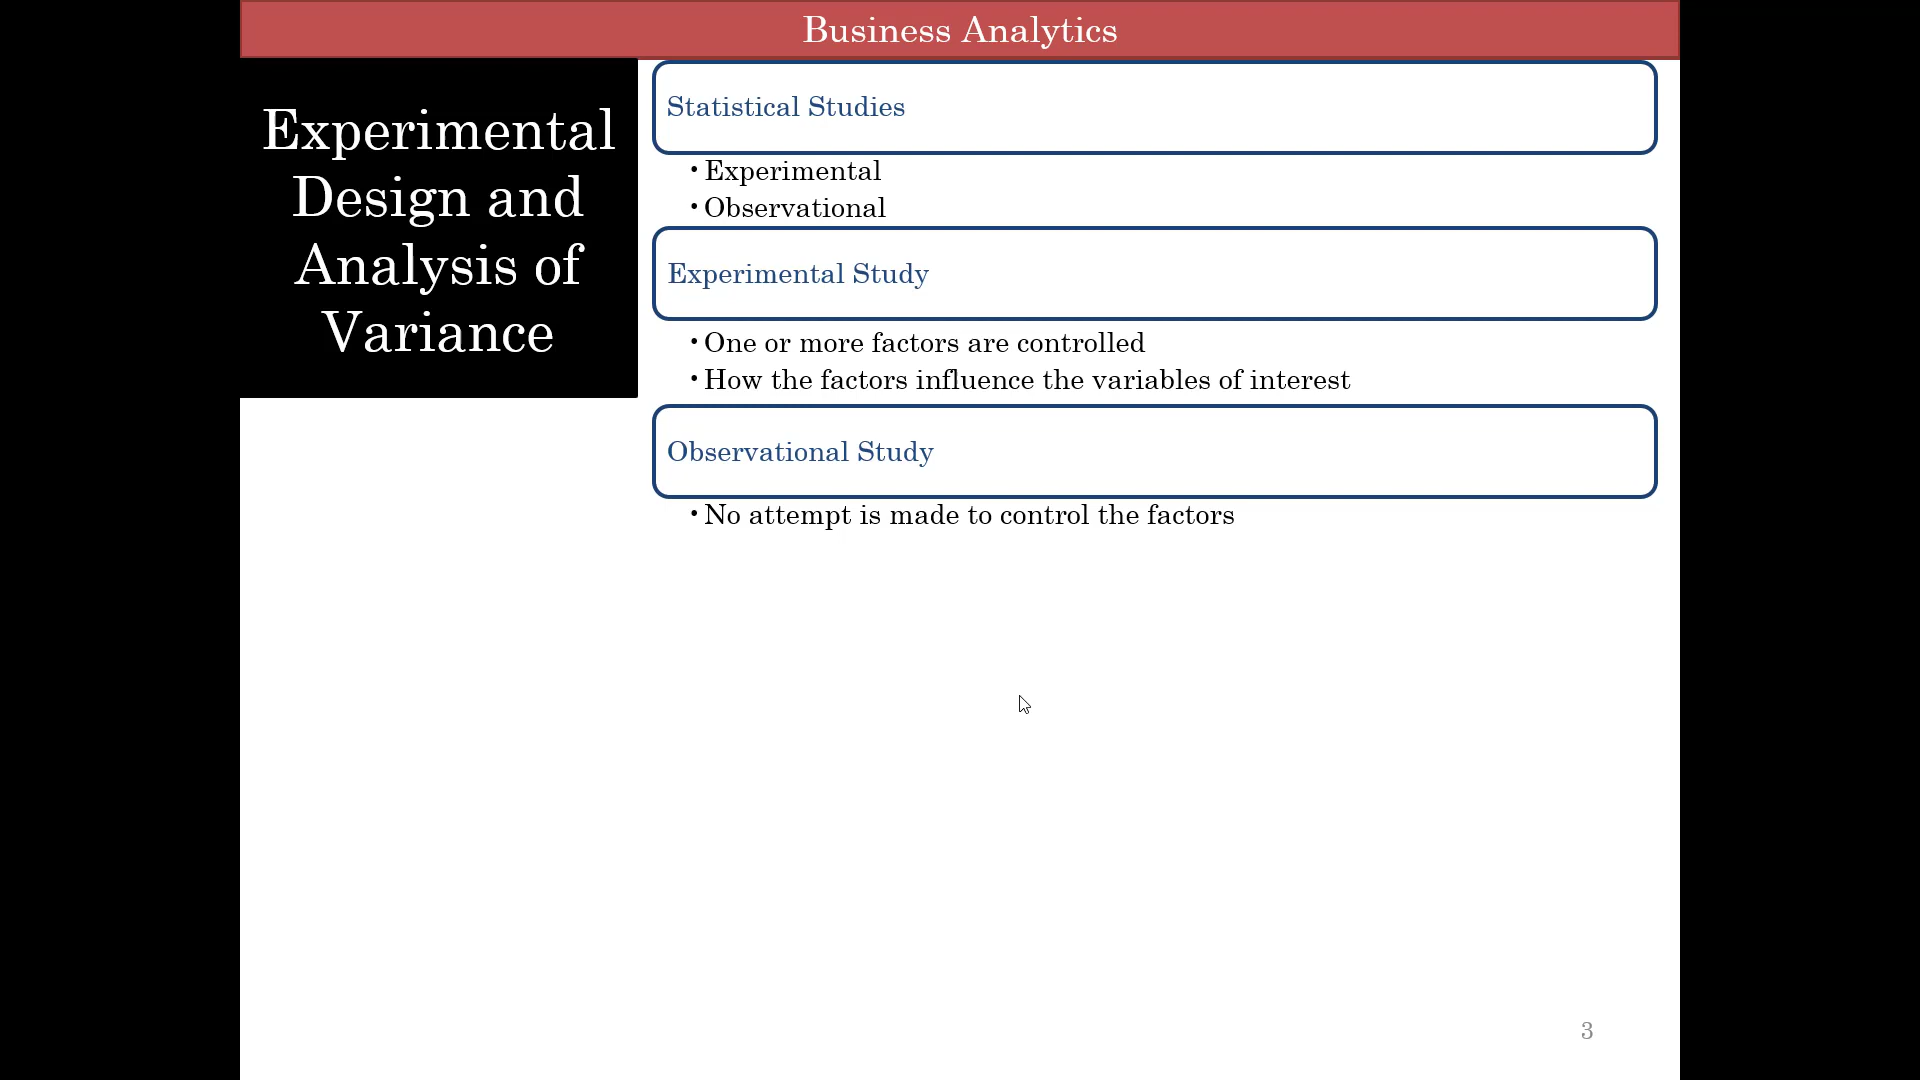 Business Analytics
Experimental
Design and
Analysis of
Variance
Statistical Studies
• Experimental
• Observational
Experimental Study
• One or more factors are controlled
• How the factors influence the variables of interest
Observational Study
• No attempt is made to control the factors
3